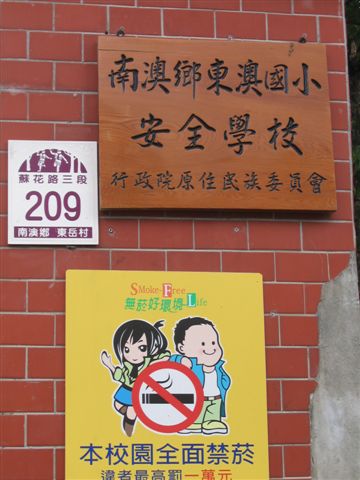 南澳鄉東澳國小
安全學校
行政院原住民族委員會
蘇花路三段
209
南澳鄉 東岳村
SMoke-Free
無菸好環境 Life
本校園全面禁菸
違者最高罰一萬元